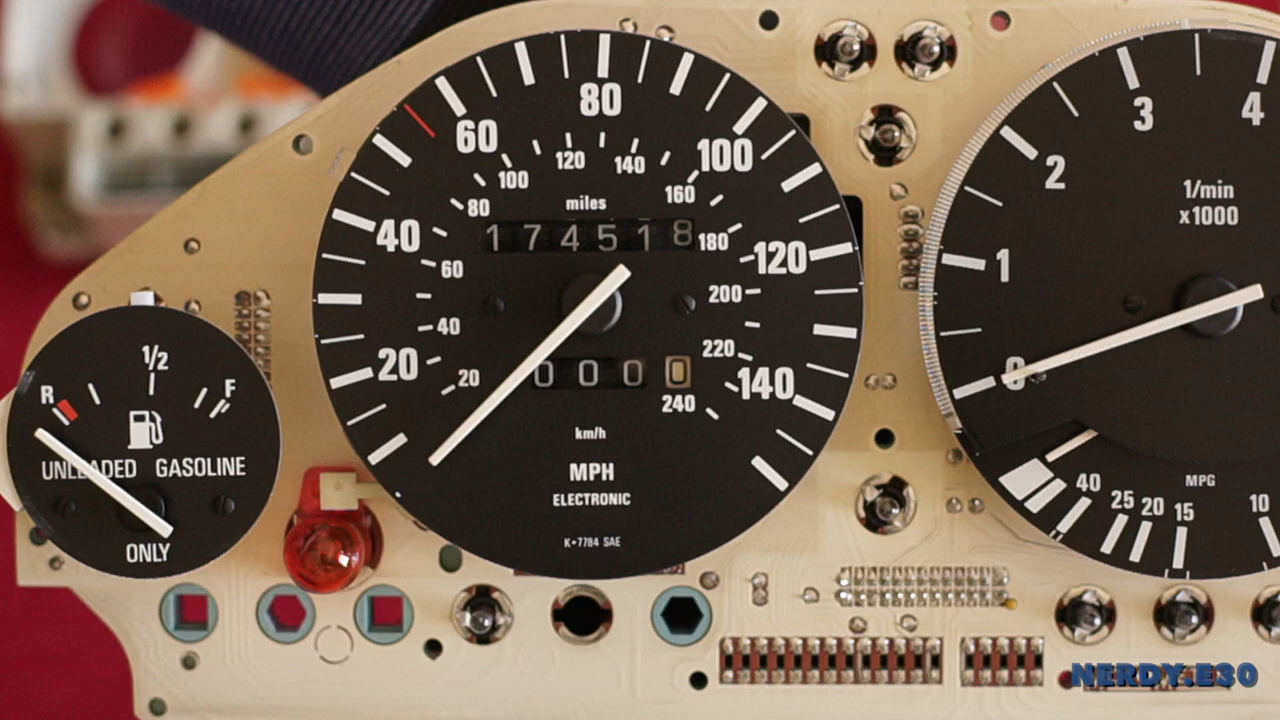 80
60
100
120
140
100
160
80
miles
40
1 7 4 5 1 8
180
120
60
200
40
220
20
20
140
0 0 0 0
240
km/h
MPH
ELECTRONIC
K•7784 SAE
R
1/2
F
UNLEADED GASOLINE
ONLY
3
4
2
1/min
x1000
1
0
MPG
40
25
20
15
10
NERDY.E30